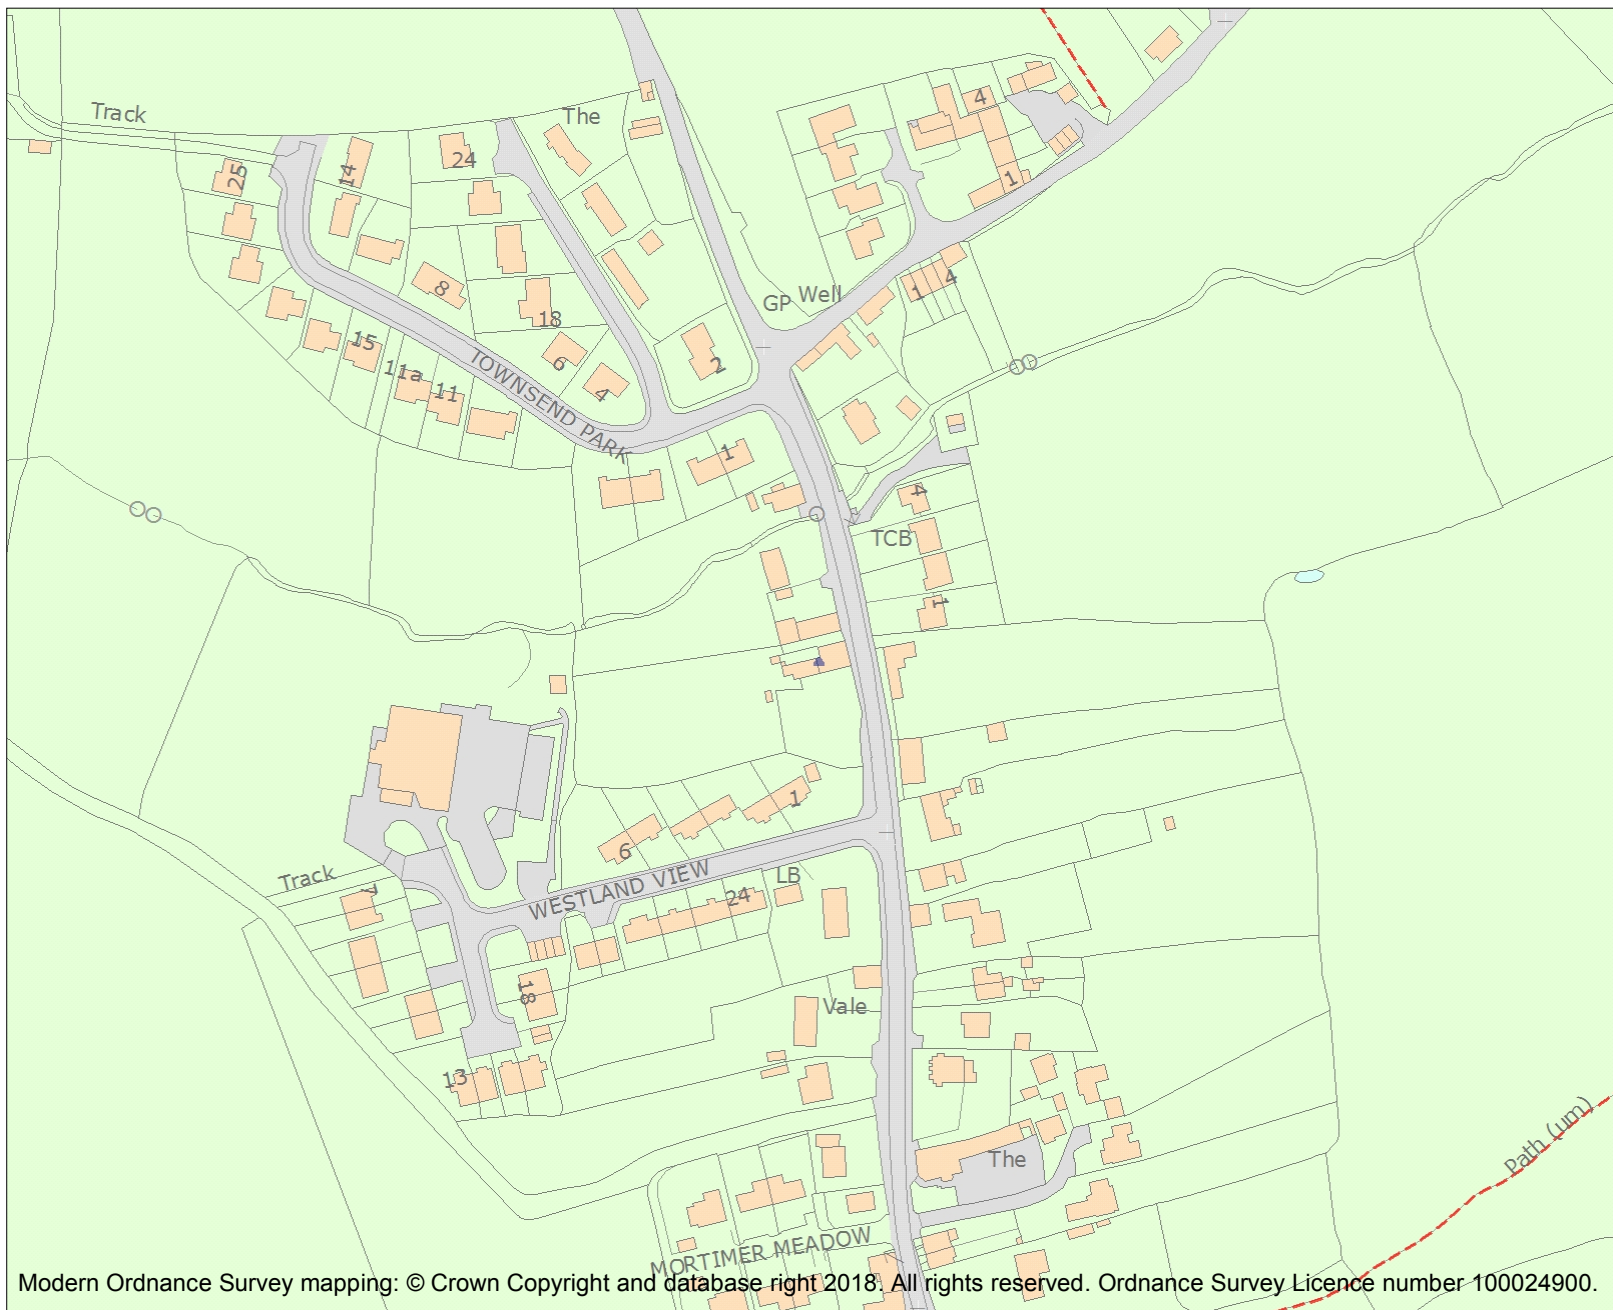 Track
The
4
24
25
14
1
8
GP Well
1 4
18
15
6
2
11a
4
11
TOWNSEND PARK
1
4
TCB
1
1
6
Track
7
WESTLAND VIEW
24
LB
18
Vale
13
The
Path (um)
MORTIMER MEADOW
Modern Ordnance Survey mapping: © Crown Copyright and database right 2018. All rights reserved. Ordnance Survey Licence number 100024900.